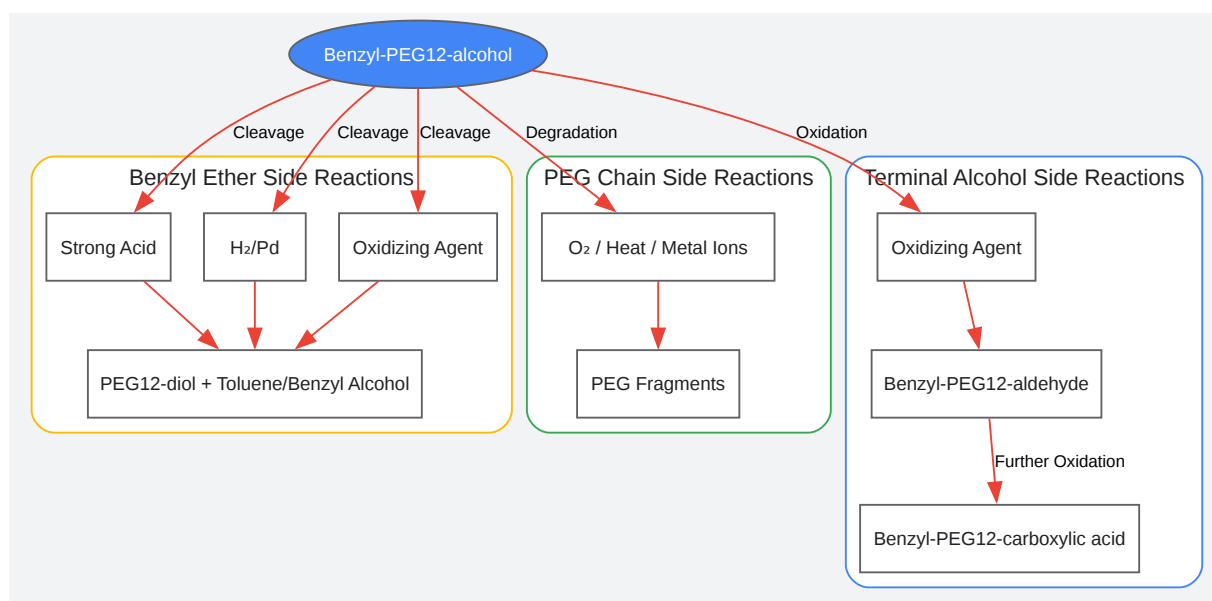 Benzyl-PEG12-alcohol
Cleavage
Cleavage
Cleavage
Degradation
Oxidation
Benzyl Ether Side Reactions
PEG Chain Side Reactions
Terminal Alcohol Side Reactions
Strong Acid
H₂/Pd
Oxidizing Agent
O₂ / Heat / Metal Ions
Oxidizing Agent
PEG12-diol + Toluene/Benzyl Alcohol
PEG Fragments
Benzyl-PEG12-aldehyde
Further Oxidation
Benzyl-PEG12-carboxylic acid